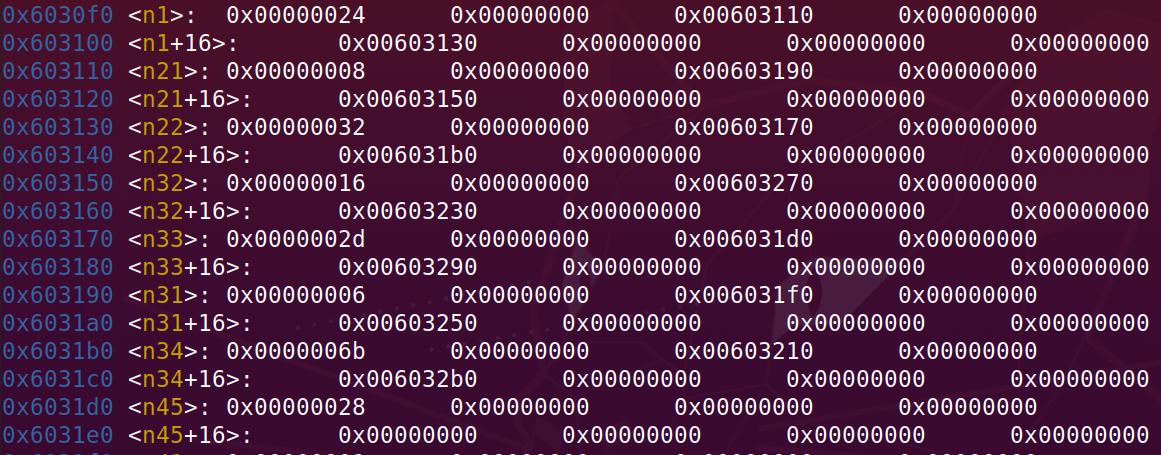 0x6030f0 <n1>: 0x00000024 0x00000000 0x00603110 0x00000000
0x603100 <n1+16>: 0x00603130 0x00000000 0x00000000 0x00000000
0x603110 <n21>: 0x00000008 0x00000000 0x00603190 0x00000000
0x603120 <n21+16>: 0x00603150 0x00000000 0x00000000 0x00000000
0x603130 <n22>: 0x00000032 0x00000000 0x00603170 0x00000000
0x603140 <n22+16>: 0x006031b0 0x00000000 0x00000000 0x00000000
0x603150 <n32>: 0x00000016 0x00000000 0x00603270 0x00000000
0x603160 <n32+16>: 0x00603230 0x00000000 0x00000000 0x00000000
0x603170 <n33>: 0x0000002d 0x00000000 0x006031d0 0x00000000
0x603180 <n33+16>: 0x00603290 0x00000000 0x00000000 0x00000000
0x603190 <n31>: 0x00000006 0x00000000 0x006031f0 0x00000000
0x6031a0 <n31+16>: 0x00603250 0x00000000 0x00000000 0x00000000
0x6031b0 <n34>: 0x0000006b 0x00000000 0x00603210 0x00000000
0x6031c0 <n34+16>: 0x006032b0 0x00000000 0x00000000 0x00000000
0x6031d0 <n45>: 0x00000028 0x00000000 0x00000000 0x00000000
0x6031e0 <n45+16>: 0x00000000 0x00000000 0x00000000 0x00000000